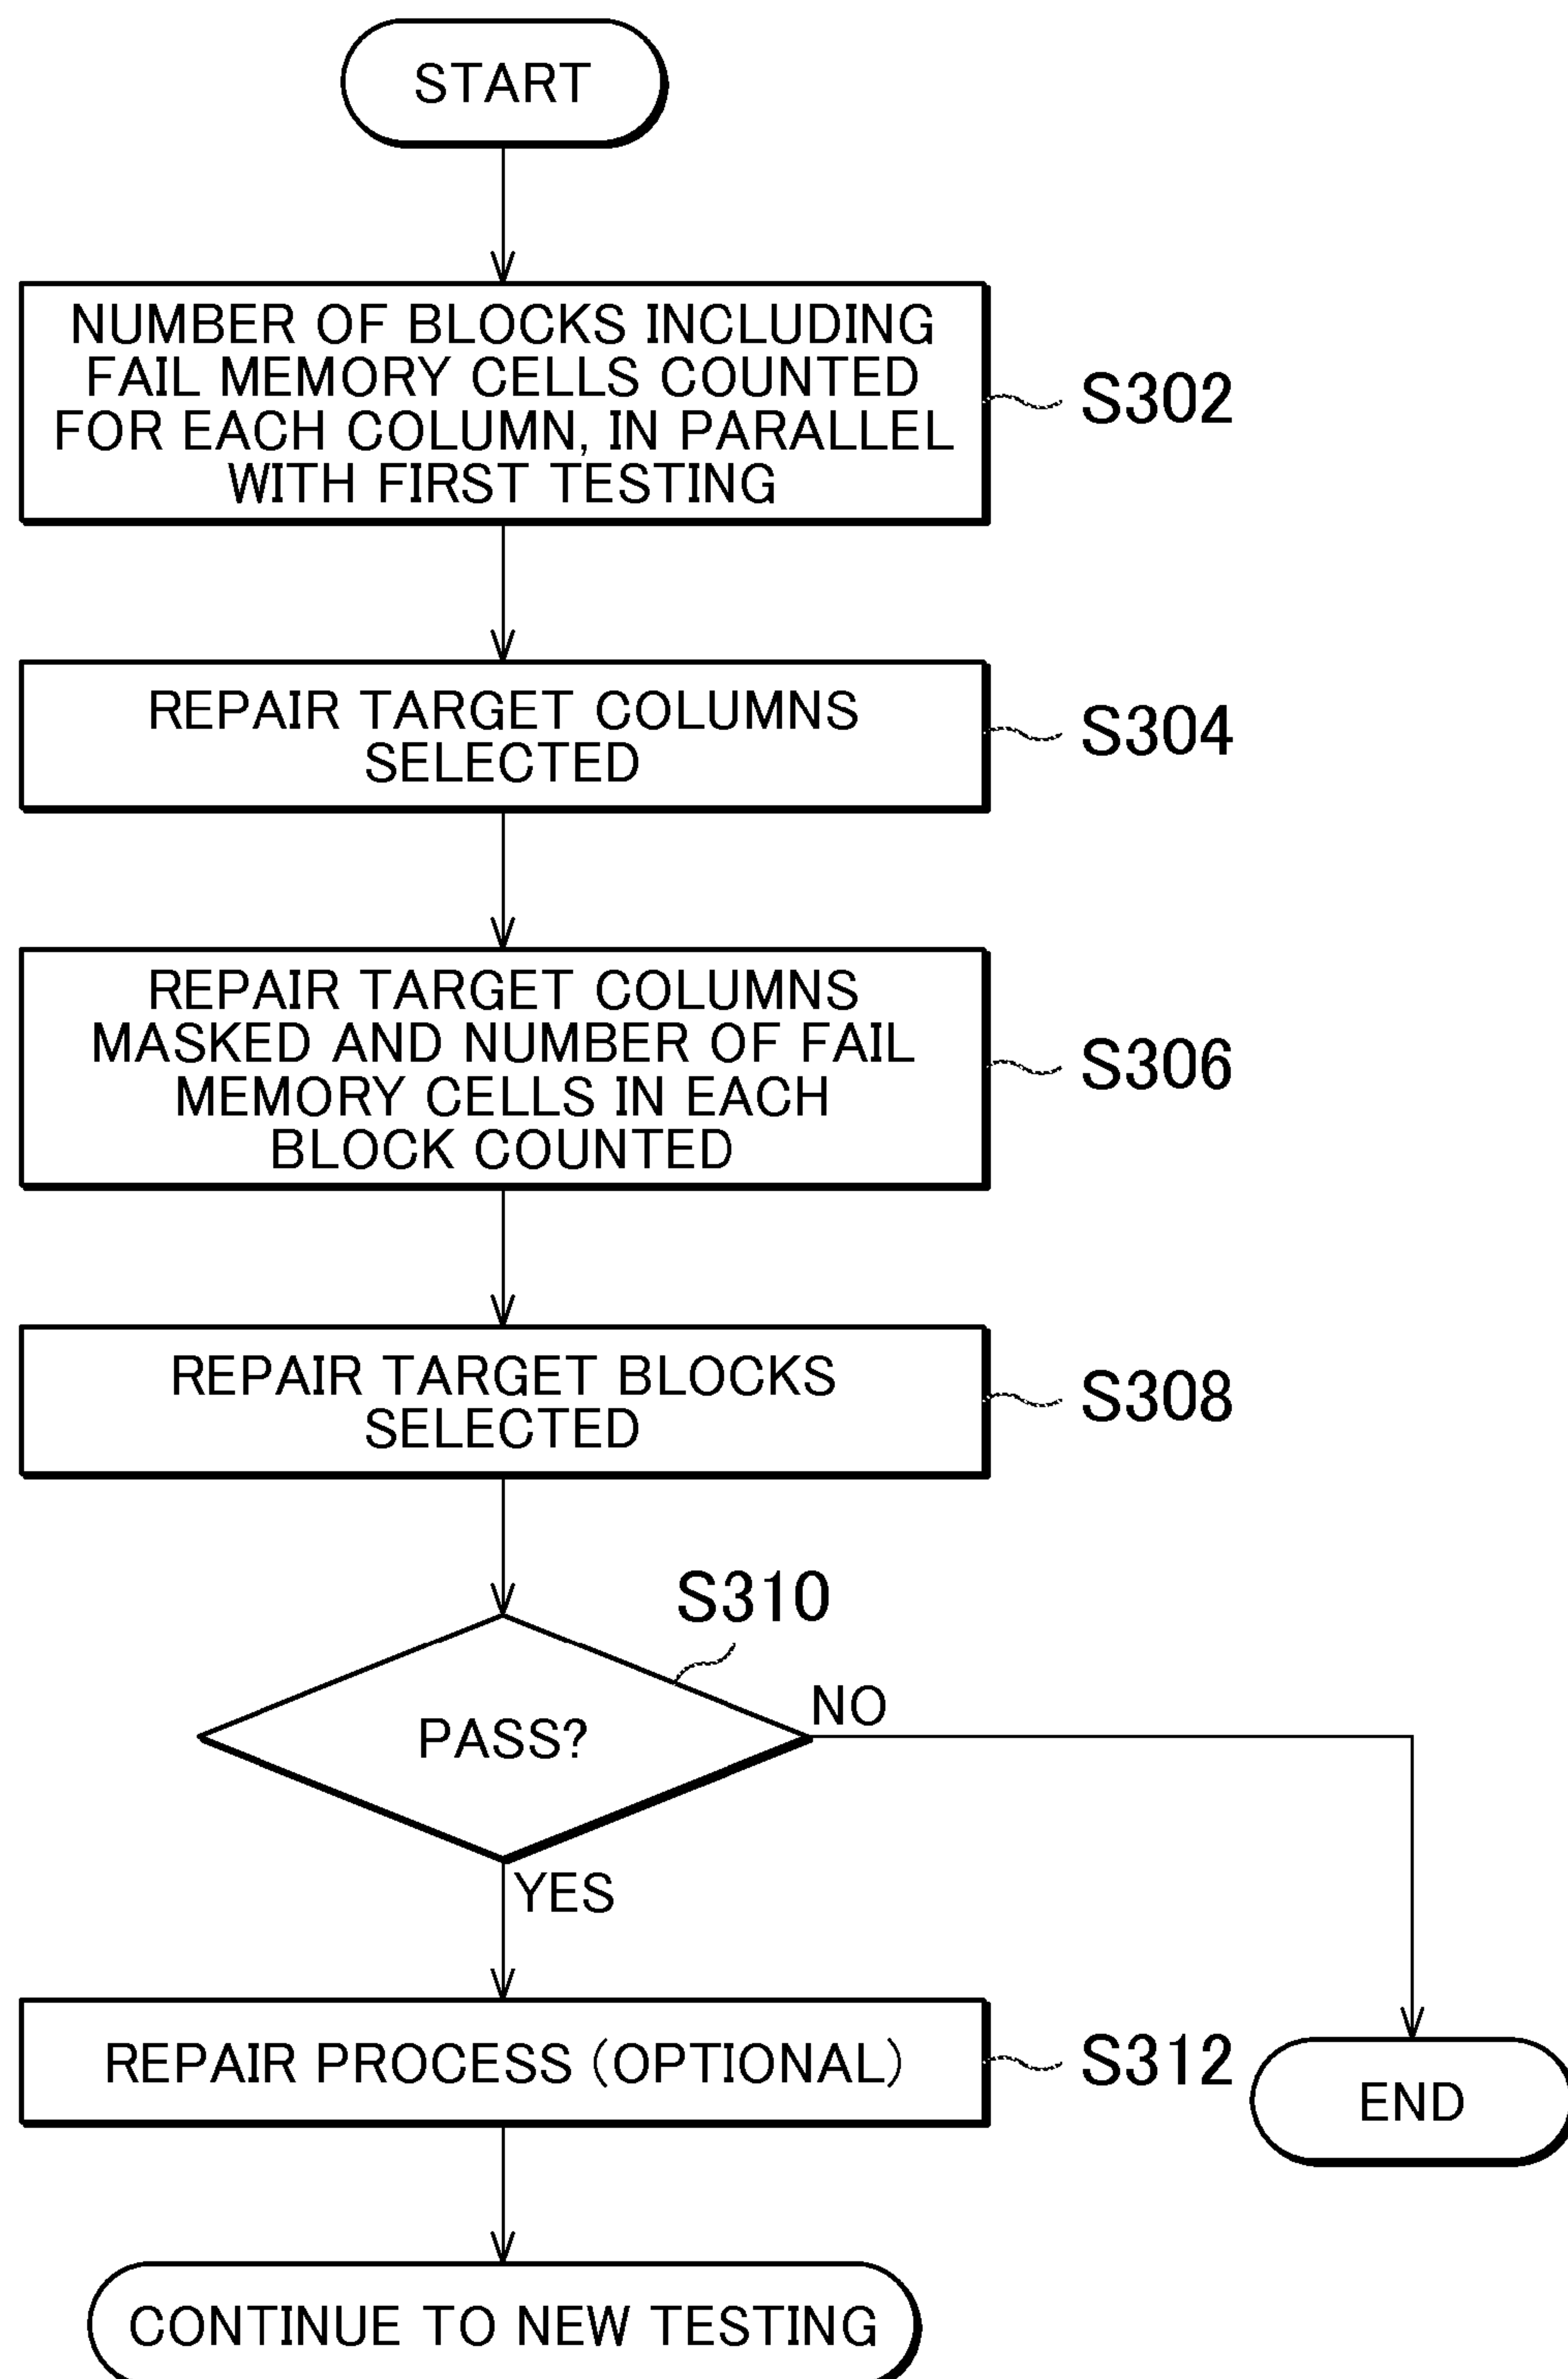 START
NUMBER OF BLOCKS INCLUDING
FAIL MEMORY CELLS COUNTED
FOR EACH COLUMN, IN PARALLEL
WITH FIRST TESTING
S302
REPAIR TARGET COLUMNS
SELECTED
S304
REPAIR TARGET COLUMNS
MASKED AND NUMBER OF FAIL
MEMORY CELLS IN EACH
BLOCK COUNTED
S306
REPAIR TARGET BLOCKS
SELECTED
S308
S310
PASS?
NO
YES
REPAIR PROCESS (OPTIONAL)
S312
END
CONTINUE TO NEW TESTING